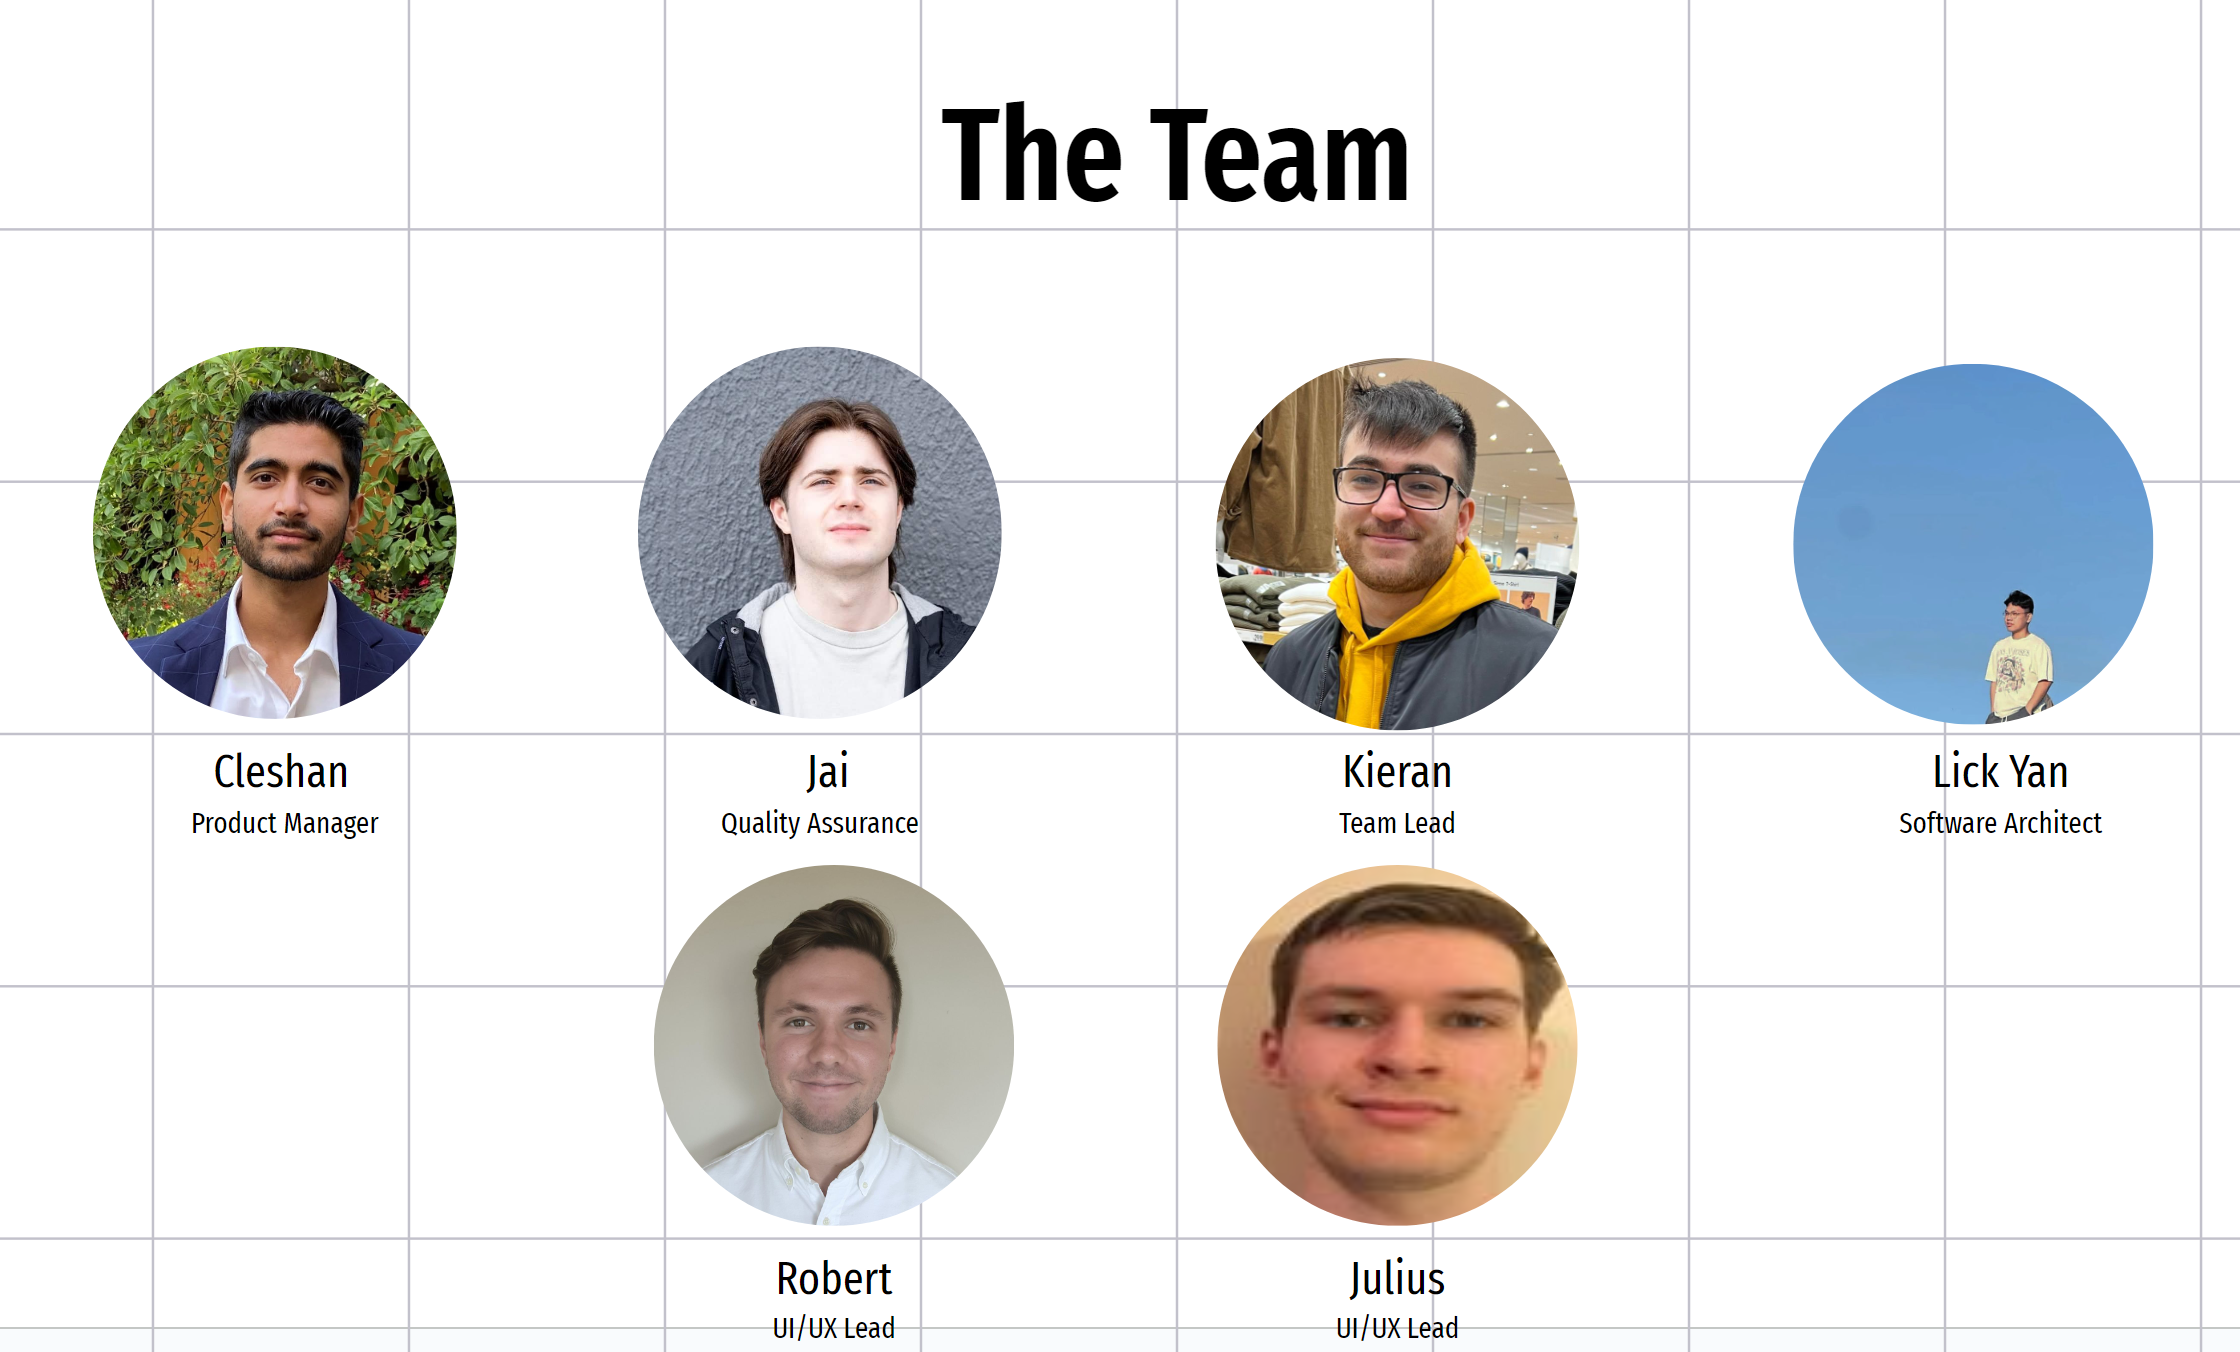 The Team
Cleshan
Jai
Kieran
Lick Yan
Product Manager
Quality Assurance
Team Lead
Software Architect
Robert
Julius
UI/UX Lead
UI/UX Lead